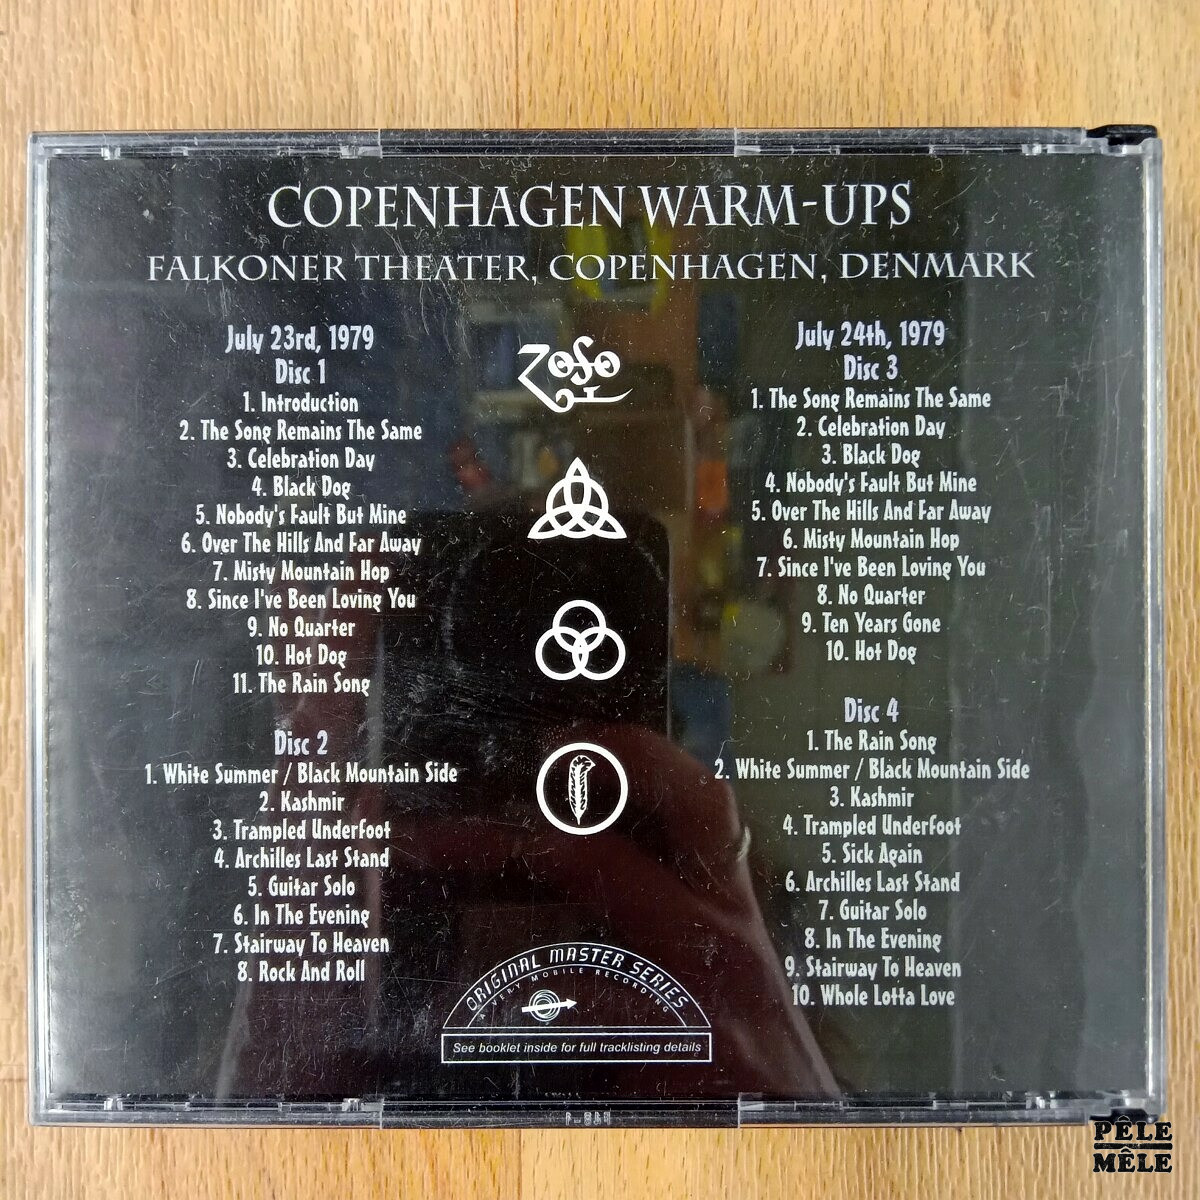 COPENHAGEN WARM-UPS
FALKONER THEATER, COPENHAGEN, DENMARK
July 23rd, 1979
Disc 1
1. Introduction
2. The Song Remains The Same
3. Celebration Day
4. Black Dog
5. Nobody's Fault But Mine
6. Over The Hills And Far Away
7. Misty Mountain Hop
8. Since I've Been Loving You
9. No Quarter
10. Hot Dog
11. The Rain Song
Disc 2
1. White Summer / Black Mountain Side
2. Kashmir
3. Trampled Underfoot
4. Archilles Last Stand
5. Guitar Solo
6. In The Evening
7. Stairway To Heaven
8. Rock And Roll
ZoSo
July 24th, 1979
Disc 3
1. The Song Remains The Same
2. Celebration Day
3. Black Dog
4. Nobody's Fault But Mine
5. Over The Hills And Far Away
6. Misty Mountain Hop
7. Since I've Been Loving You
8. No Quarter
9. Ten Years Gone
10. Hot Dog
Disc 4
1. The Rain Song
2. White Summer / Black Mountain Side
3. Kashmir
4. Trampled Underfoot
5. Sick Again
6. Archilles Last Stand
7. Guitar Solo
8. In The Evening
9. Stairway To Heaven
10. Whole Lotta Love
ORIGINAL MASTER SERIES
A VERY MOBILE RECORDING
See booklet inside for full tracklisting details
PÊLE
MÊLE